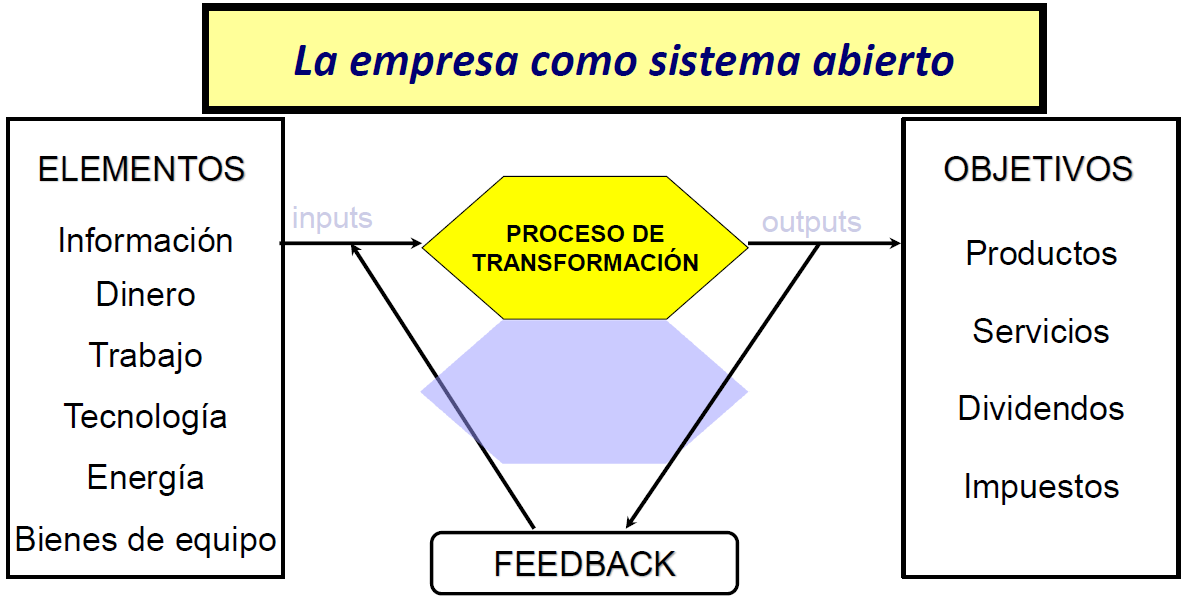 La empresa como sistema abierto
ELEMENTOS
Información
Dinero
Trabajo
Tecnología
Energía
Bienes de equipo
inputs
PROCESO DE
TRANSFORMACIÓN
outputs
FEEDBACK
OBJETIVOS
Productos
Servicios
Dividendos
Impuestos